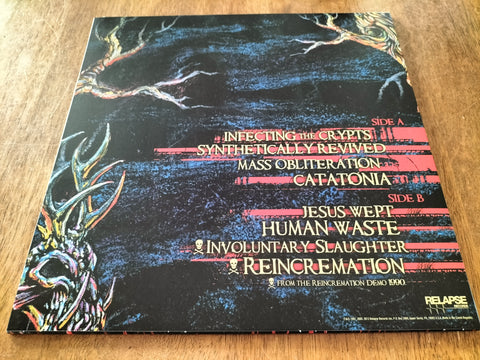 SIDE A
INFECTING THE CRYPTS
SYNTHETICALLY REVIVED
MASS OBLITERATION
CATATONIA
SIDE B
JESUS WEPT
HUMAN WASTE
INVOLUNTARY SLAUGHTER
REINCREMATION
FROM THE REINCREMATION DEMO 1990
RELAPSE
RECORDS